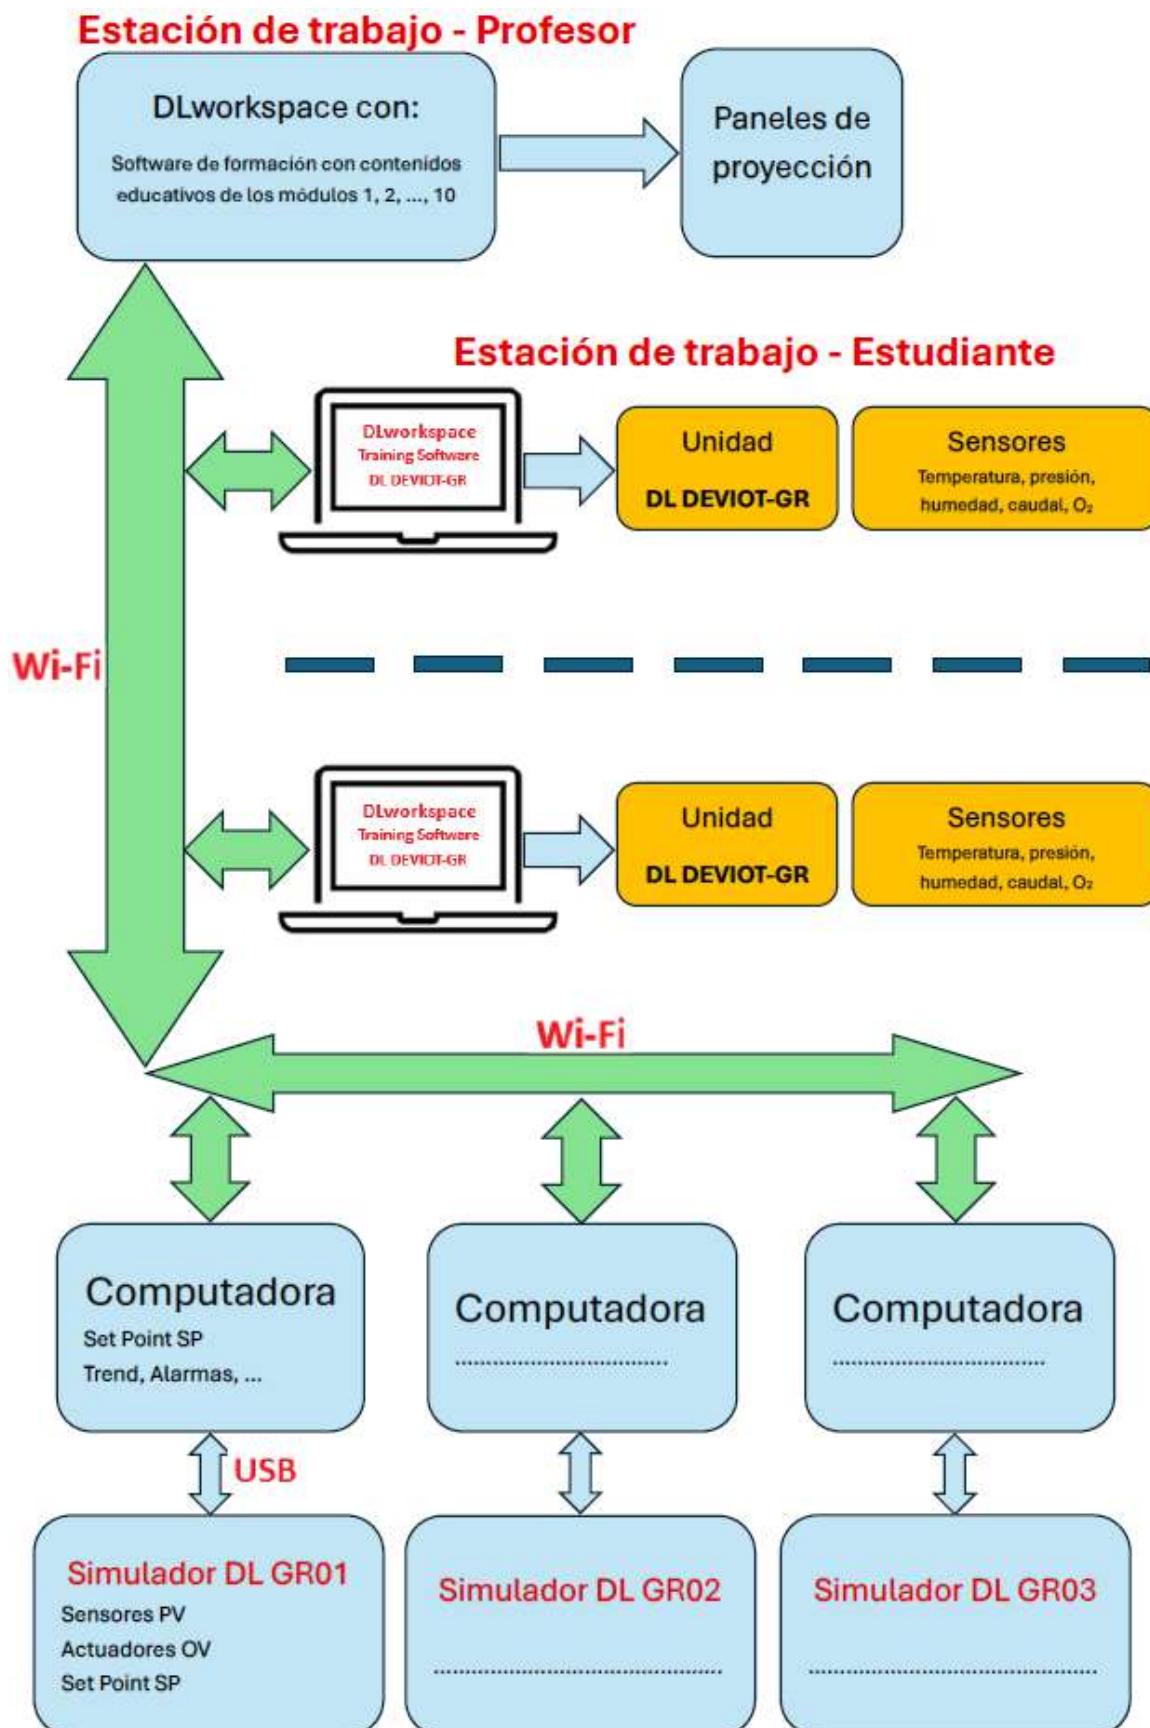 Estación de trabajo - Profesor
DLworkspace con:
Software de formación con contenidos
educativos de los módulos 1, 2, ..., 10
Paneles de
proyección
Estación de trabajo - Estudiante
DLworkspace
Training Software
DL DEVIOT-GR
Unidad
DL DEVIOT-GR
Sensores
Temperatura, presión,
humedad, caudal, O₂
Wi-Fi
DLworkspace
Training Software
DL DEVIOT-GR
Unidad
DL DEVIOT-GR
Sensores
Temperatura, presión,
humedad, caudal, O₂
Wi-Fi
Computadora
Set Point SP
Trend, Alarmas, ...
Computadora
.....................................
Computadora
.....................................
USB
Simulador DL GR01
Sensores PV
Actuadores OV
Set Point SP
Simulador DL GR02
..................................................
Simulador DL GR03
..................................................